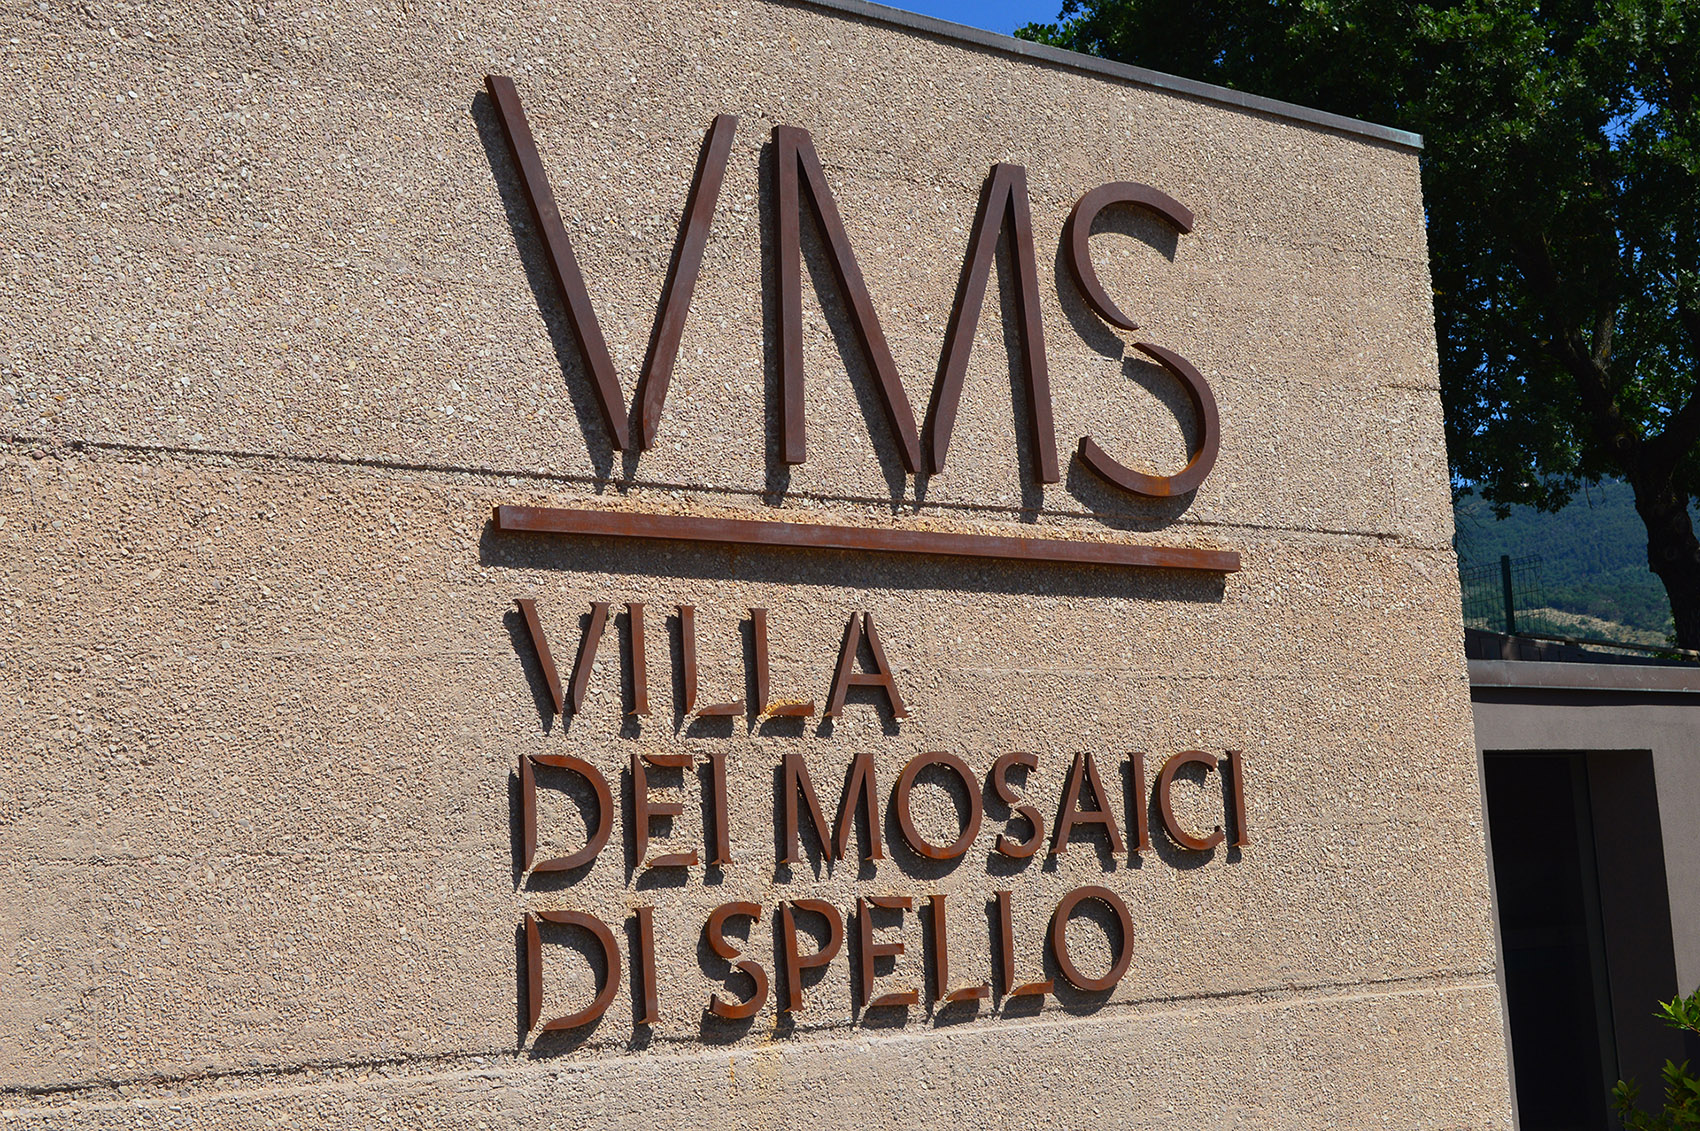 VMS
VILLA
DEI MOSAICI
DI SPELLO